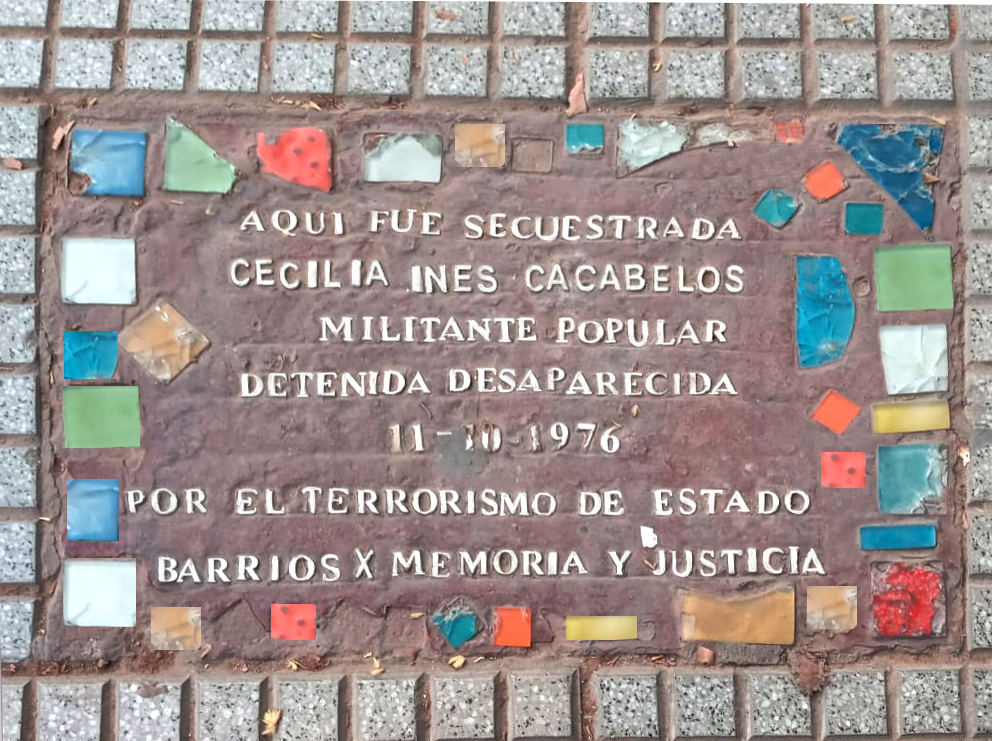 AQUI FUE SECUESTRADA
CECILIA INES CACABELOS
MILITANTE POPULAR
DETENIDA DESAPARECIDA
11-10-1976
POR EL TERRORISMO DE ESTADO
BARRIOS X MEMORIA Y JUSTICIA